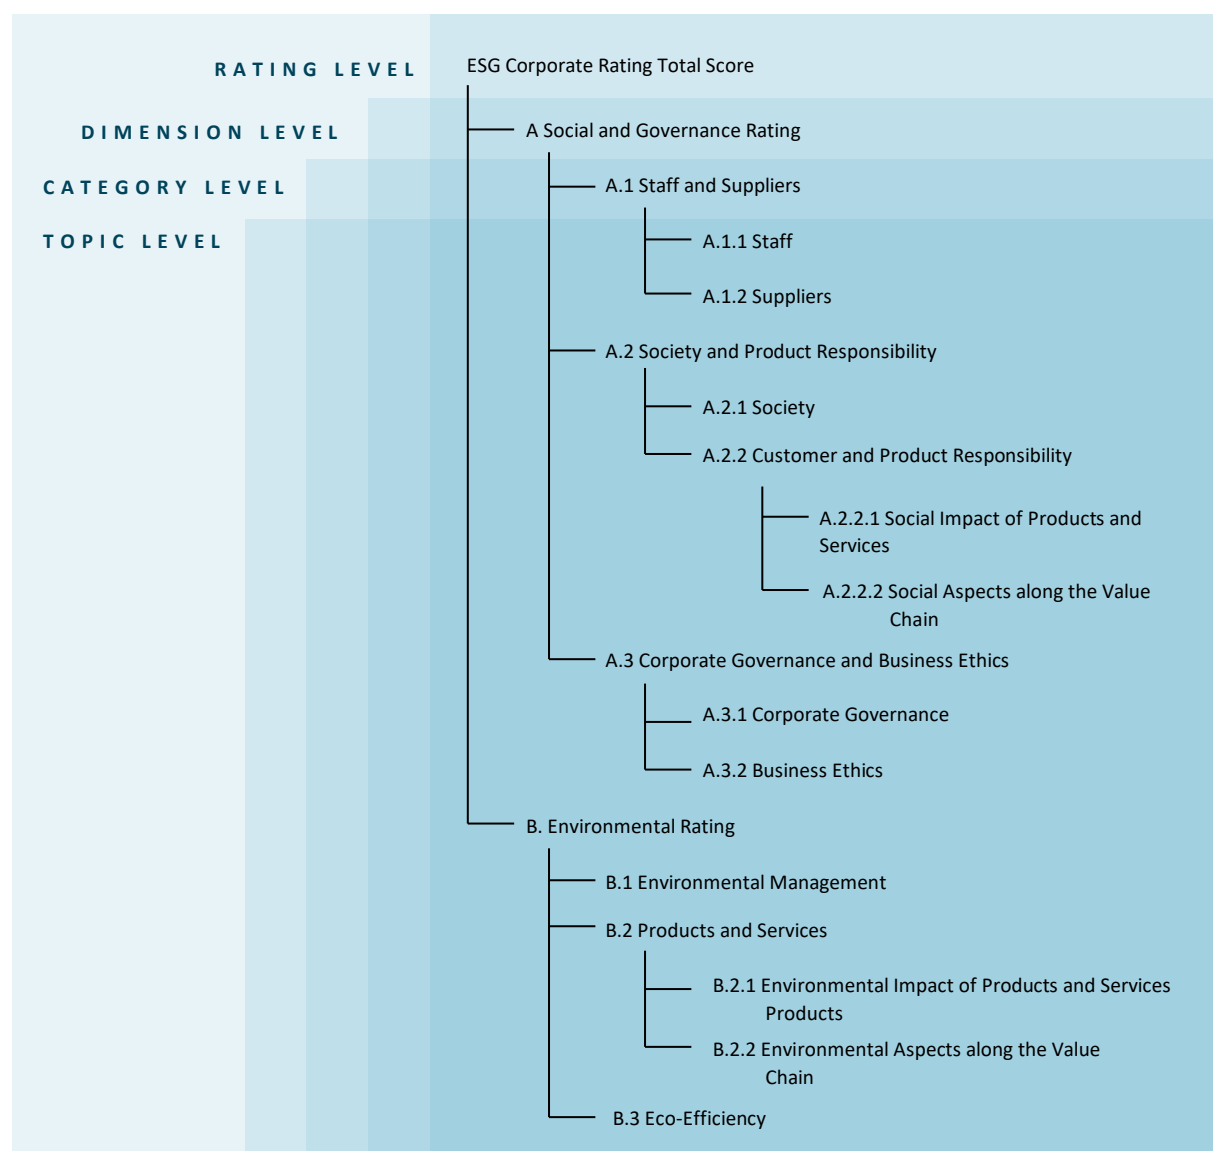 RATING LEVEL
ESG Corporate Rating Total Score
DIMENSION LEVEL
A Social and Governance Rating
CATEGORY LEVEL
A.1 Staff and Suppliers
TOPIC LEVEL
A.1.1 Staff
A.1.2 Suppliers
A.2 Society and Product Responsibility
A.2.1 Society
A.2.2 Customer and Product Responsibility
A.2.2.1 Social Impact of Products and
Services
A.2.2.2 Social Aspects along the Value
Chain
A.3 Corporate Governance and Business Ethics
A.3.1 Corporate Governance
A.3.2 Business Ethics
B. Environmental Rating
B.1 Environmental Management
B.2 Products and Services
B.2.1 Environmental Impact of Products and Services
Products
B.2.2 Environmental Aspects along the Value
Chain
B.3 Eco-Efficiency